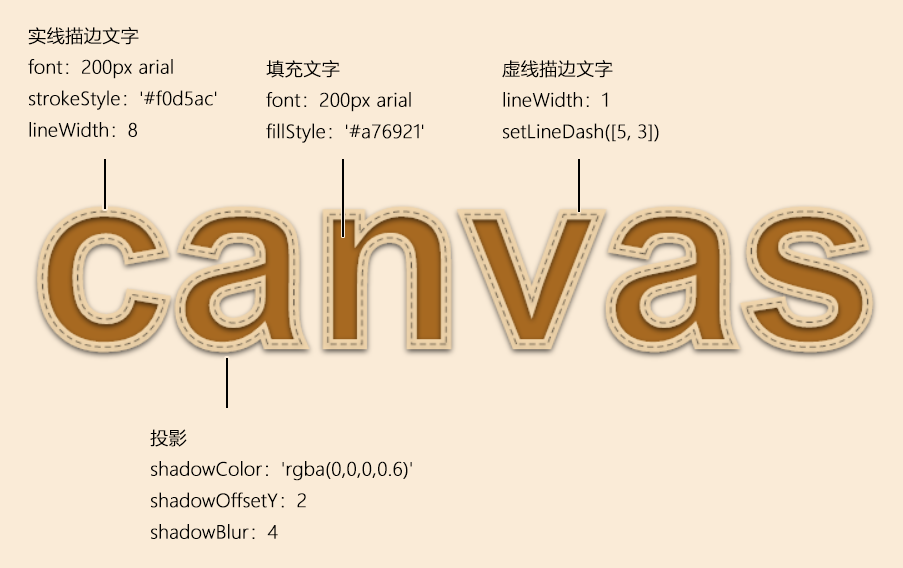 实线描边文字
font：200px arial
strokeStyle：'#f0d5ac'
lineWidth：8
填充文字
font：200px arial
fillStyle：'#a76921'
虚线描边文字
lineWidth：1
setLineDash([5, 3])
canvas
投影
shadowColor：'rgba(0,0,0,0.6)'
shadowOffsetY：2
shadowBlur：4